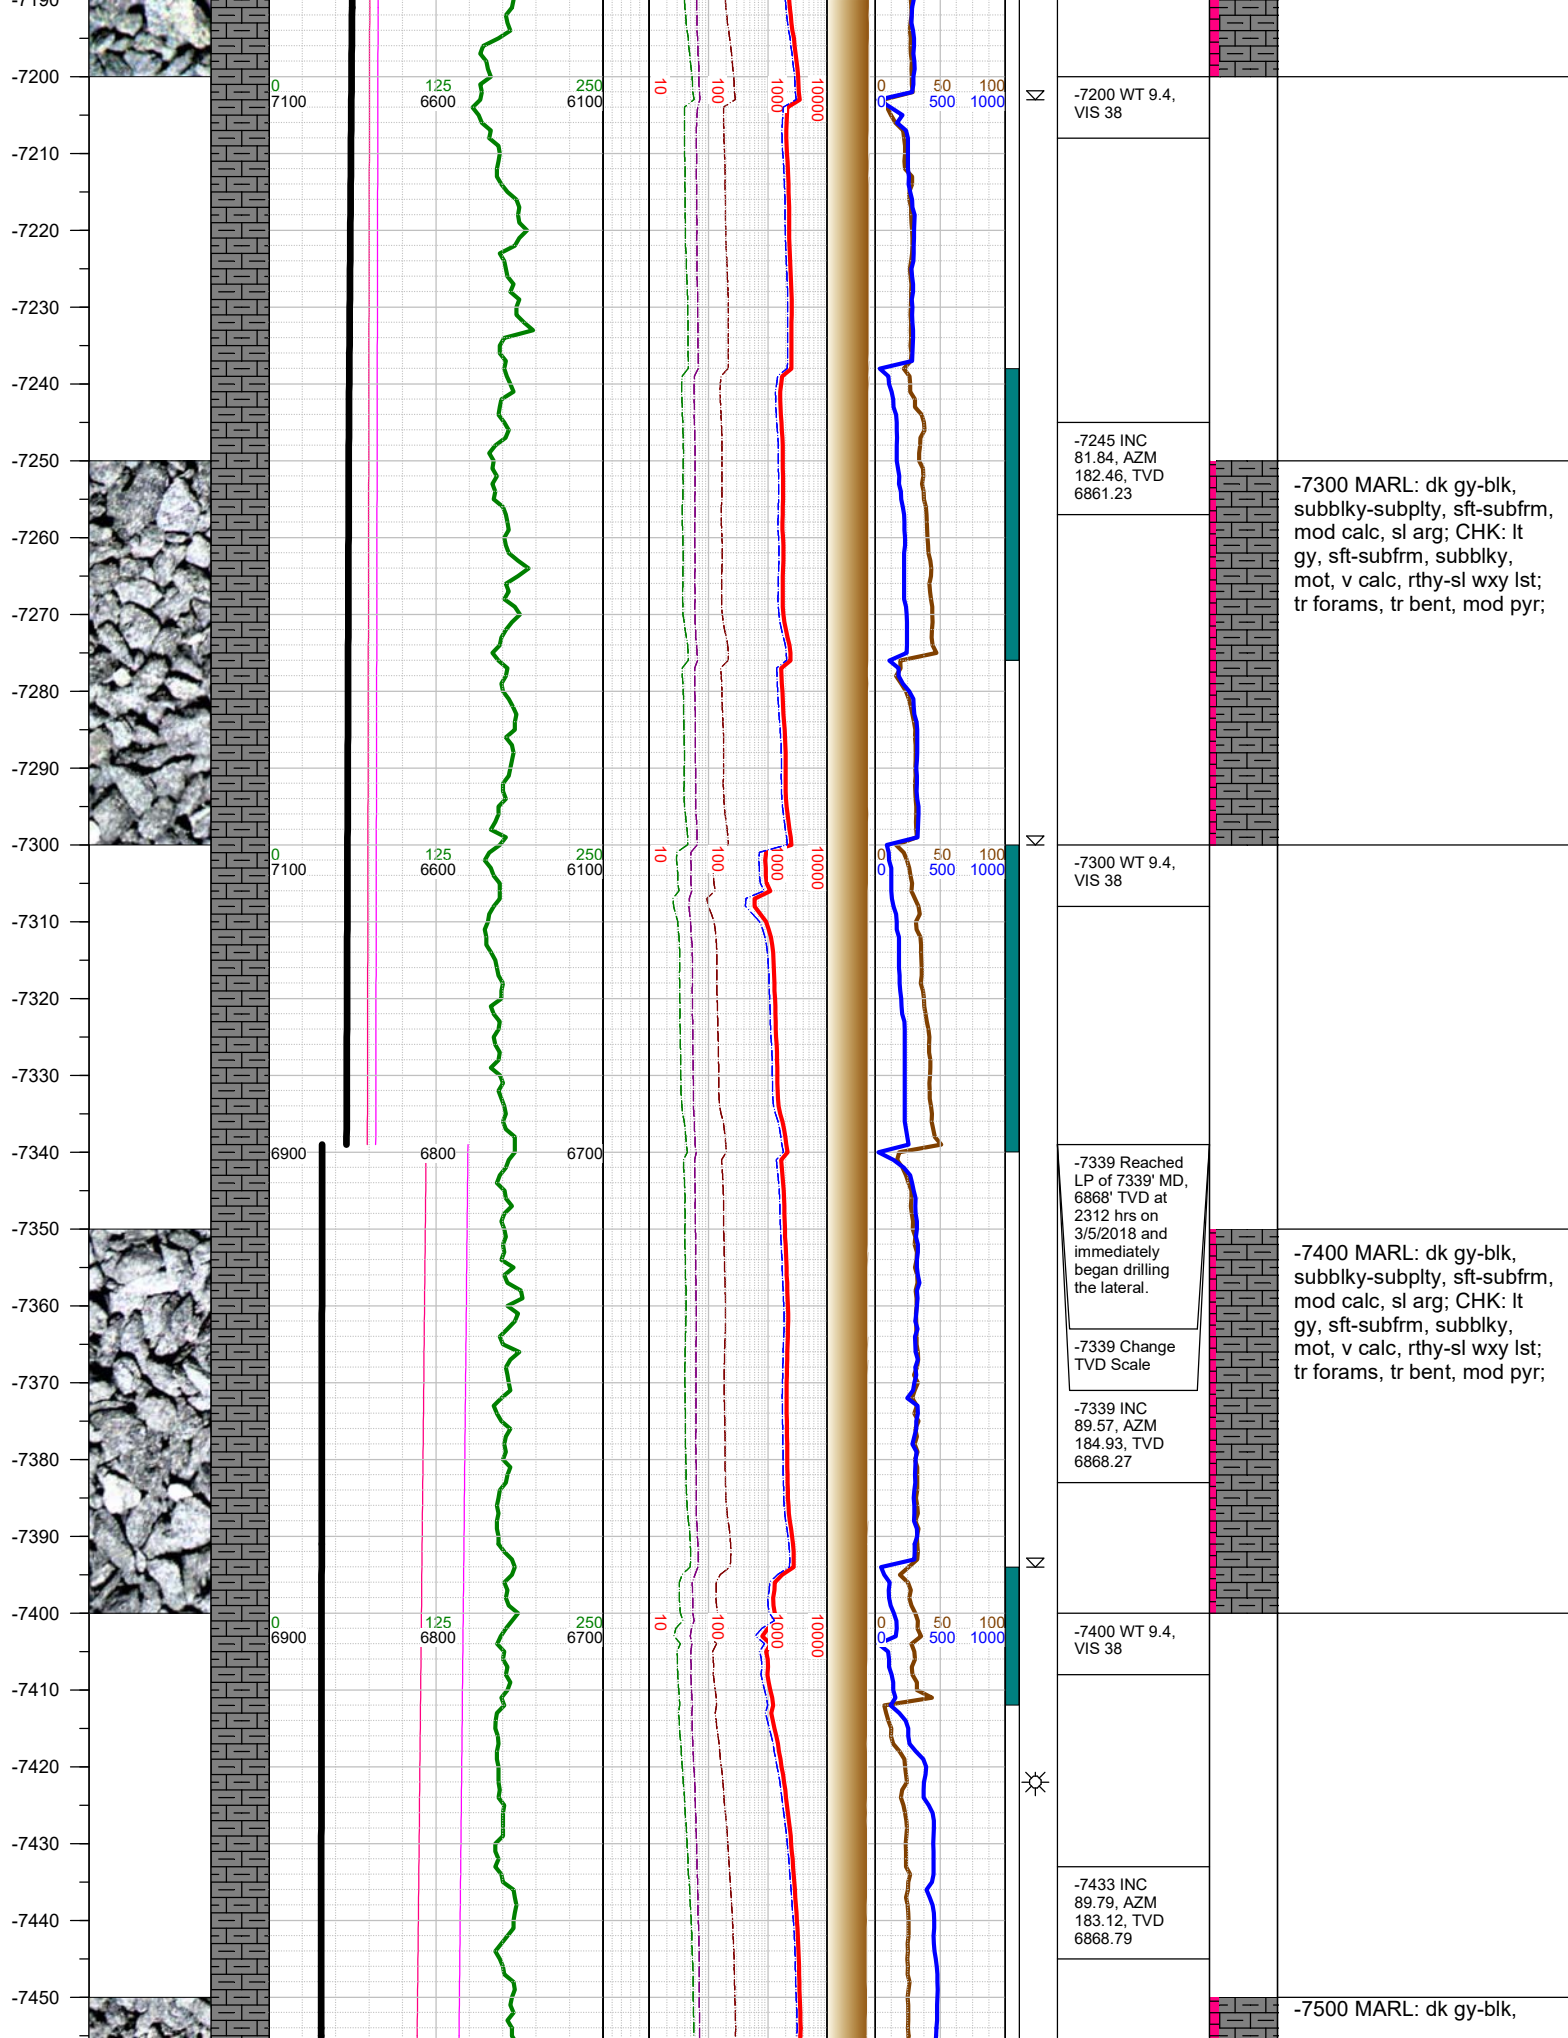 -7190
-7200
0 125 250
7100 6600 6100
10 100 1000 10000
0 50 100
0 500 1000
-7200 WT 9.4,
VIS 38
-7210
-7220
-7230
-7240
-7245 INC
81.84, AZM
182.46, TVD
6861.23
-7250
-7300 MARL: dk gy-blk,
subblky-subplty, sft-subfrm,
mod calc, sl arg; CHK: lt
gy, sft-subfrm, subblky,
mot, v calc, rthy-sl wxy lst;
tr forams, tr bent, mod pyr;
-7260
-7270
-7280
-7290
-7300
0 125 250
7100 6600 6100
10 100 1000 10000
0 50 100
0 500 1000
-7300 WT 9.4,
VIS 38
-7310
-7320
-7330
-7340
6900 6800 6700
-7339 Reached
LP of 7339' MD,
6868' TVD at
2312 hrs on
3/5/2018 and
immediately
began drilling
the lateral.
-7339 Change
TVD Scale
-7339 INC
89.57, AZM
184.93, TVD
6868.27
-7350
-7400 MARL: dk gy-blk,
subblky-subplty, sft-subfrm,
mod calc, sl arg; CHK: lt
gy, sft-subfrm, subblky,
mot, v calc, rthy-sl wxy lst;
tr forams, tr bent, mod pyr;
-7360
-7370
-7380
-7390
-7400
0 125 250
6900 6800 6700
10 100 1000 10000
0 50 100
0 500 1000
-7400 WT 9.4,
VIS 38
-7410
-7420
-7430
-7433 INC
89.79, AZM
183.12, TVD
6868.79
-7440
-7450
-7500 MARL: dk gy-blk,